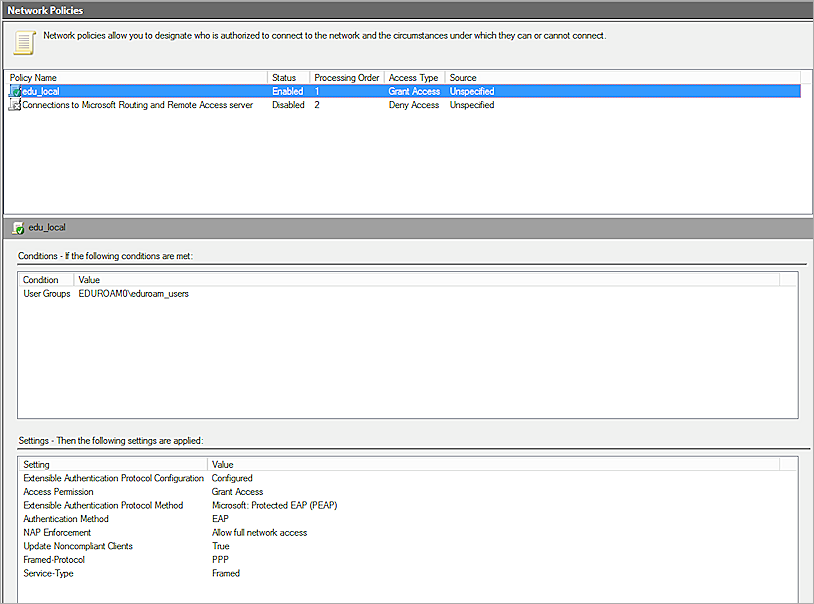 Network Policies
Network policies allow you to designate who is authorized to connect to the network and the circumstances under which they can or cannot connect.
Policy Name Status Processing Order Access Type Source
edu_local Enabled 1 Grant Access Unspecified
Connections to Microsoft Routing and Remote Access server Disabled 2 Deny Access Unspecified
edu_local
Conditions - If the following conditions are met:
Condition Value
User Groups EDUROAM0\eduroam_users
Settings - Then the following settings are applied:
Setting Value
Extensible Authentication Protocol Configuration Configured
Access Permission Grant Access
Extensible Authentication Protocol Method Microsoft: Protected EAP (PEAP)
Authentication Method EAP
NAP Enforcement Allow full network access
Update Noncompliant Clients True
Framed-Protocol PPP
Service-Type Framed